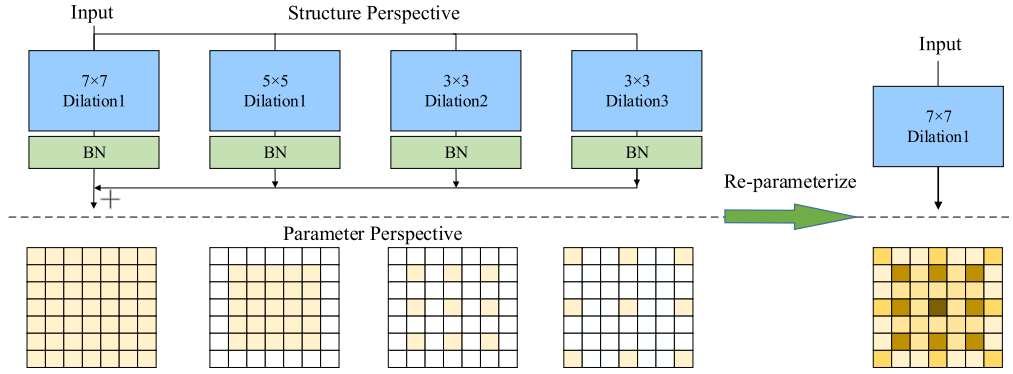 Input
Structure Perspective
7×7
Dilation1
5×5
Dilation1
3×3
Dilation2
3×3
Dilation3
BN
BN
BN
BN
Input
7×7
Dilation1
Re-parameterize
Parameter Perspective